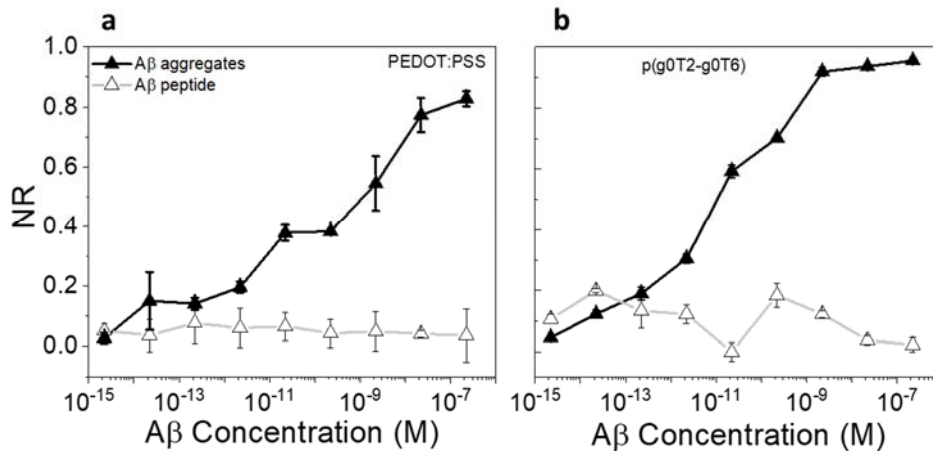 a
b
1.0
0.8
0.6
0.4
0.2
0.0
NR
Aβ aggregates
Aβ peptide
PEDOT:PSS
p(g0T2-g0T6)
10⁻¹⁵ 10⁻¹³ 10⁻¹¹ 10⁻⁹ 10⁻⁷
10⁻¹⁵ 10⁻¹³ 10⁻¹¹ 10⁻⁹ 10⁻⁷
Aβ Concentration (M)
Aβ Concentration (M)